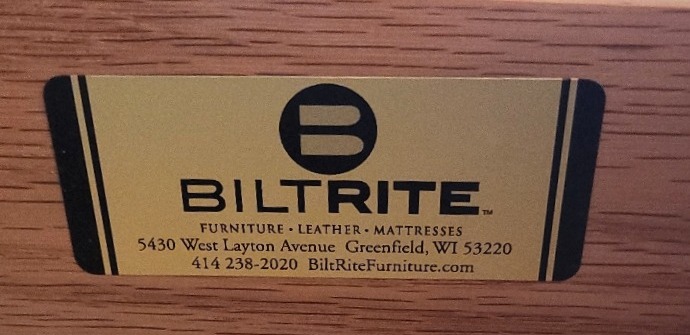 B
BILTRITE™
FURNITURE • LEATHER • MATTRESSES
5430 West Layton Avenue Greenfield, WI 53220
414 238-2020 BiltRiteFurniture.com